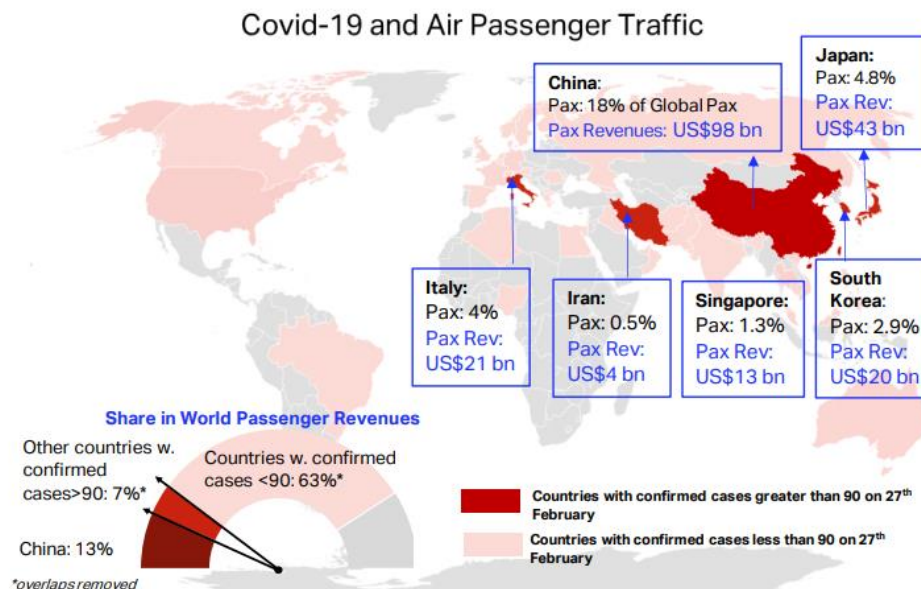 Covid-19 and Air Passenger Traffic
China:
Pax: 18% of Global Pax
Pax Revenues: US$98 bn
Japan:
Pax: 4.8%
Pax Rev:
US$43 bn
Italy:
Pax: 4%
Pax Rev:
US$21 bn
Iran:
Pax: 0.5%
Pax Rev:
US$4 bn
Singapore:
Pax: 1.3%
Pax Rev:
US$13 bn
South
Korea:
Pax: 2.9%
Pax Rev:
US$20 bn
Share in World Passenger Revenues
Other countries w.
confirmed
cases>90: 7%*
Countries w. confirmed
cases <90: 63%*
China: 13%
*overlaps removed
Countries with confirmed cases greater than 90 on 27th
February
Countries with confirmed cases less than 90 on 27th
February